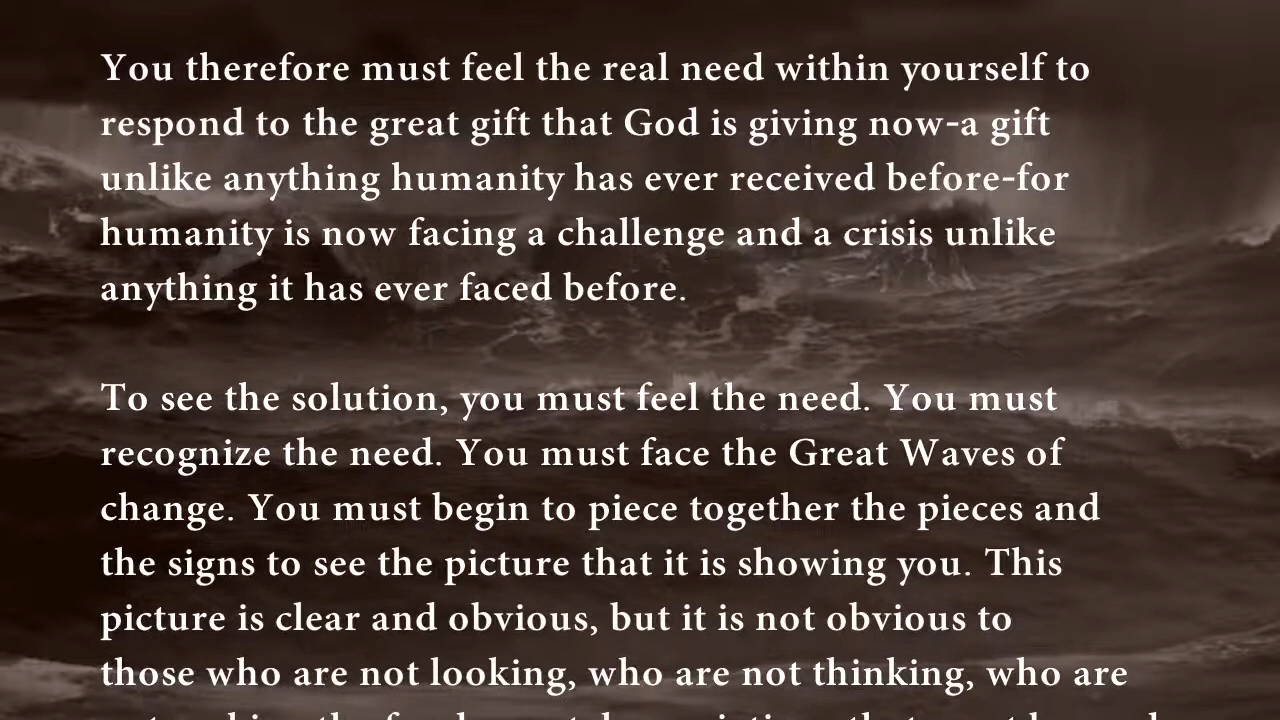 You therefore must feel the real need within yourself to
respond to the great gift that God is giving now-a gift
unlike anything humanity has ever received before-for
humanity is now facing a challenge and a crisis unlike
anything it has ever faced before.
To see the solution, you must feel the need. You must
recognize the need. You must face the Great Waves of
change. You must begin to piece together the pieces and
the signs to see the picture that it is showing you. This
picture is clear and obvious, but it is not obvious to
those who are not looking, who are not thinking, who are